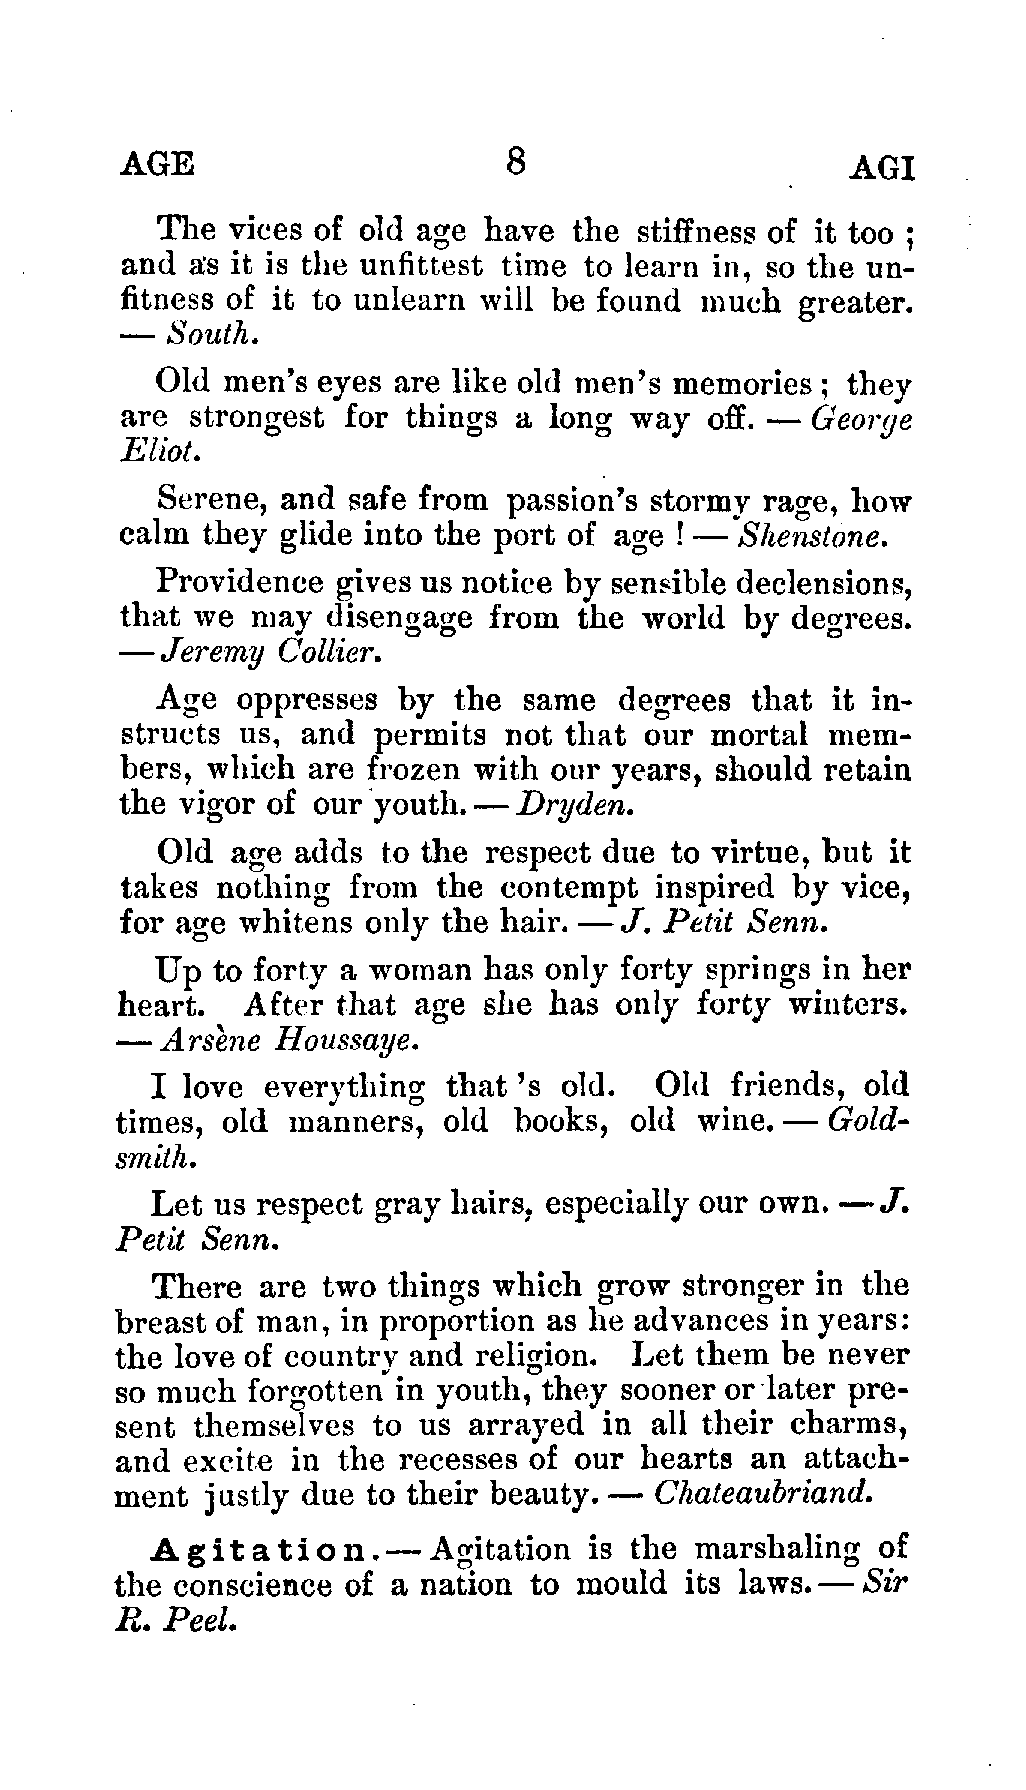 AGE 8 AGI
The vices of old age have the stiffness of it too ;
and as it is the unfittest time to learn in, so the un-
fitness of it to unlearn will be found much greater.
— South.
Old men's eyes are like old men's memories ; they
are strongest for things a long way off. — George
Eliot.
Serene, and safe from passion's stormy rage, how
calm they glide into the port of age ! — Shenstone.
Providence gives us notice by sensible declensions,
that we may disengage from the world by degrees.
— Jeremy Collier.
Age oppresses by the same degrees that it in-
structs us, and permits not that our mortal mem-
bers, which are frozen with our years, should retain
the vigor of our youth. — Dryden.
Old age adds to the respect due to virtue, but it
takes nothing from the contempt inspired by vice,
for age whitens only the hair. — J. Petit Senn.
Up to forty a woman has only forty springs in her
heart. After that age she has only forty winters.
— Arsène Houssaye.
I love everything that 's old. Old friends, old
times, old manners, old books, old wine. — Gold-
smith.
Let us respect gray hairs, especially our own. — J.
Petit Senn.
There are two things which grow stronger in the
breast of man, in proportion as he advances in years:
the love of country and religion. Let them be never
so much forgotten in youth, they sooner or later pre-
sent themselves to us arrayed in all their charms,
and excite in the recesses of our hearts an attach-
ment justly due to their beauty. — Chateaubriand.
Agitation. — Agitation is the marshaling of
the conscience of a nation to mould its laws. — Sir
R. Peel.